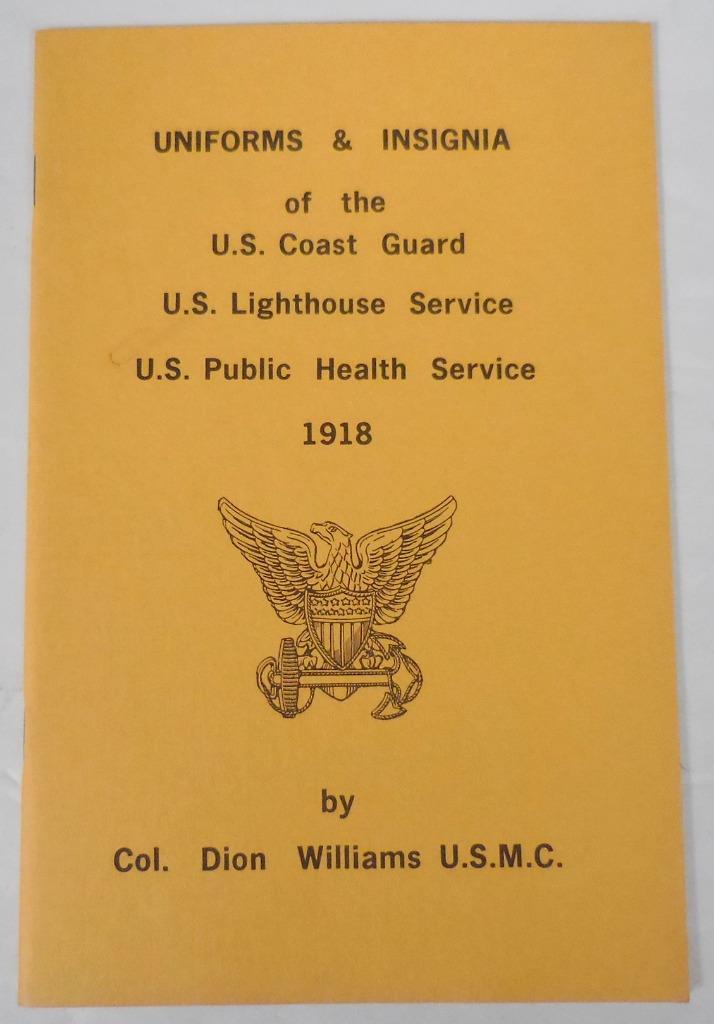 UNIFORMS & INSIGNIA
of the
U.S. Coast Guard
U.S. Lighthouse Service
U.S. Public Health Service
1918
by
Col. Dion Williams U.S.M.C.